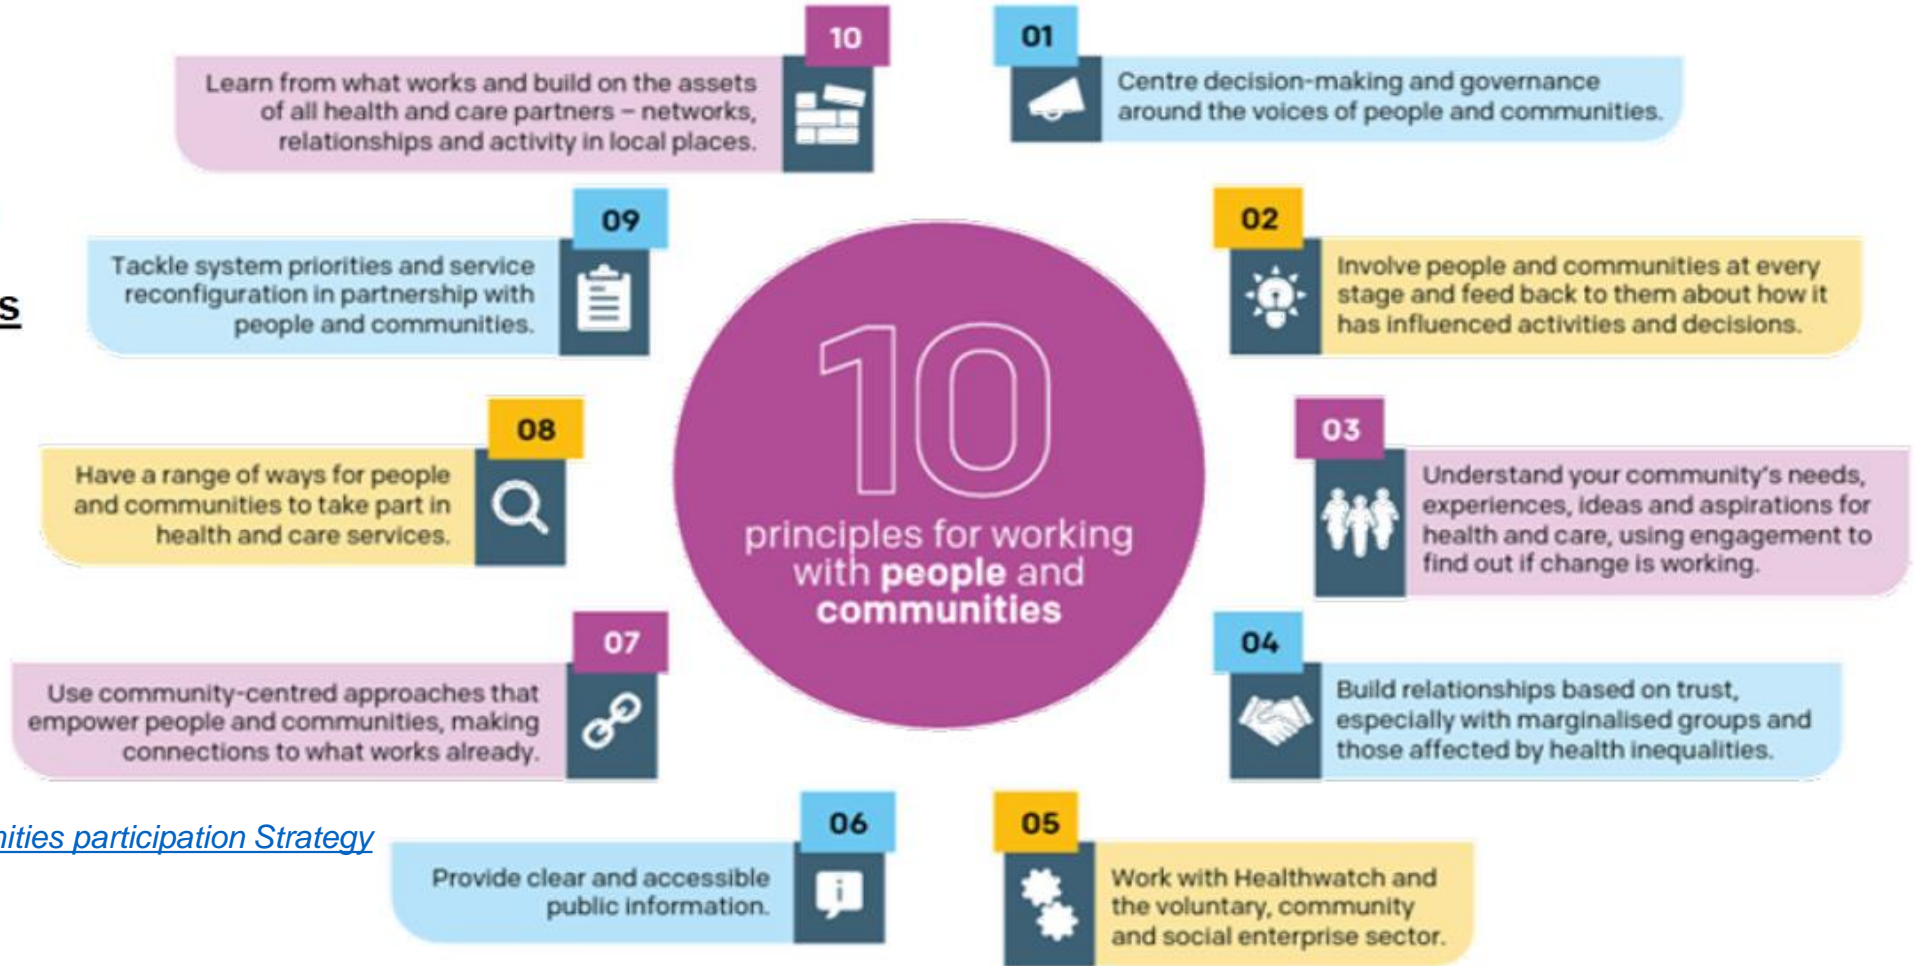 10
principles for working
with people and
communities
01
Centre decision-making and governance
around the voices of people and communities.
02
Involve people and communities at every
stage and feed back to them about how it
has influenced activities and decisions.
03
Understand your community's needs,
experiences, ideas and aspirations for
health and care, using engagement to
find out if change is working.
04
Build relationships based on trust,
especially with marginalised groups and
those affected by health inequalities.
05
Work with Healthwatch and
the voluntary, community
and social enterprise sector.
06
Provide clear and accessible
public information.
07
Use community-centred approaches that
empower people and communities, making
connections to what works already.
08
Have a range of ways for people
and communities to take part in
health and care services.
09
Tackle system priorities and service
reconfiguration in partnership with
people and communities.
10
Learn from what works and build on the assets
of all health and care partners – networks,
relationships and activity in local places.
s
nities participation Strategy
i